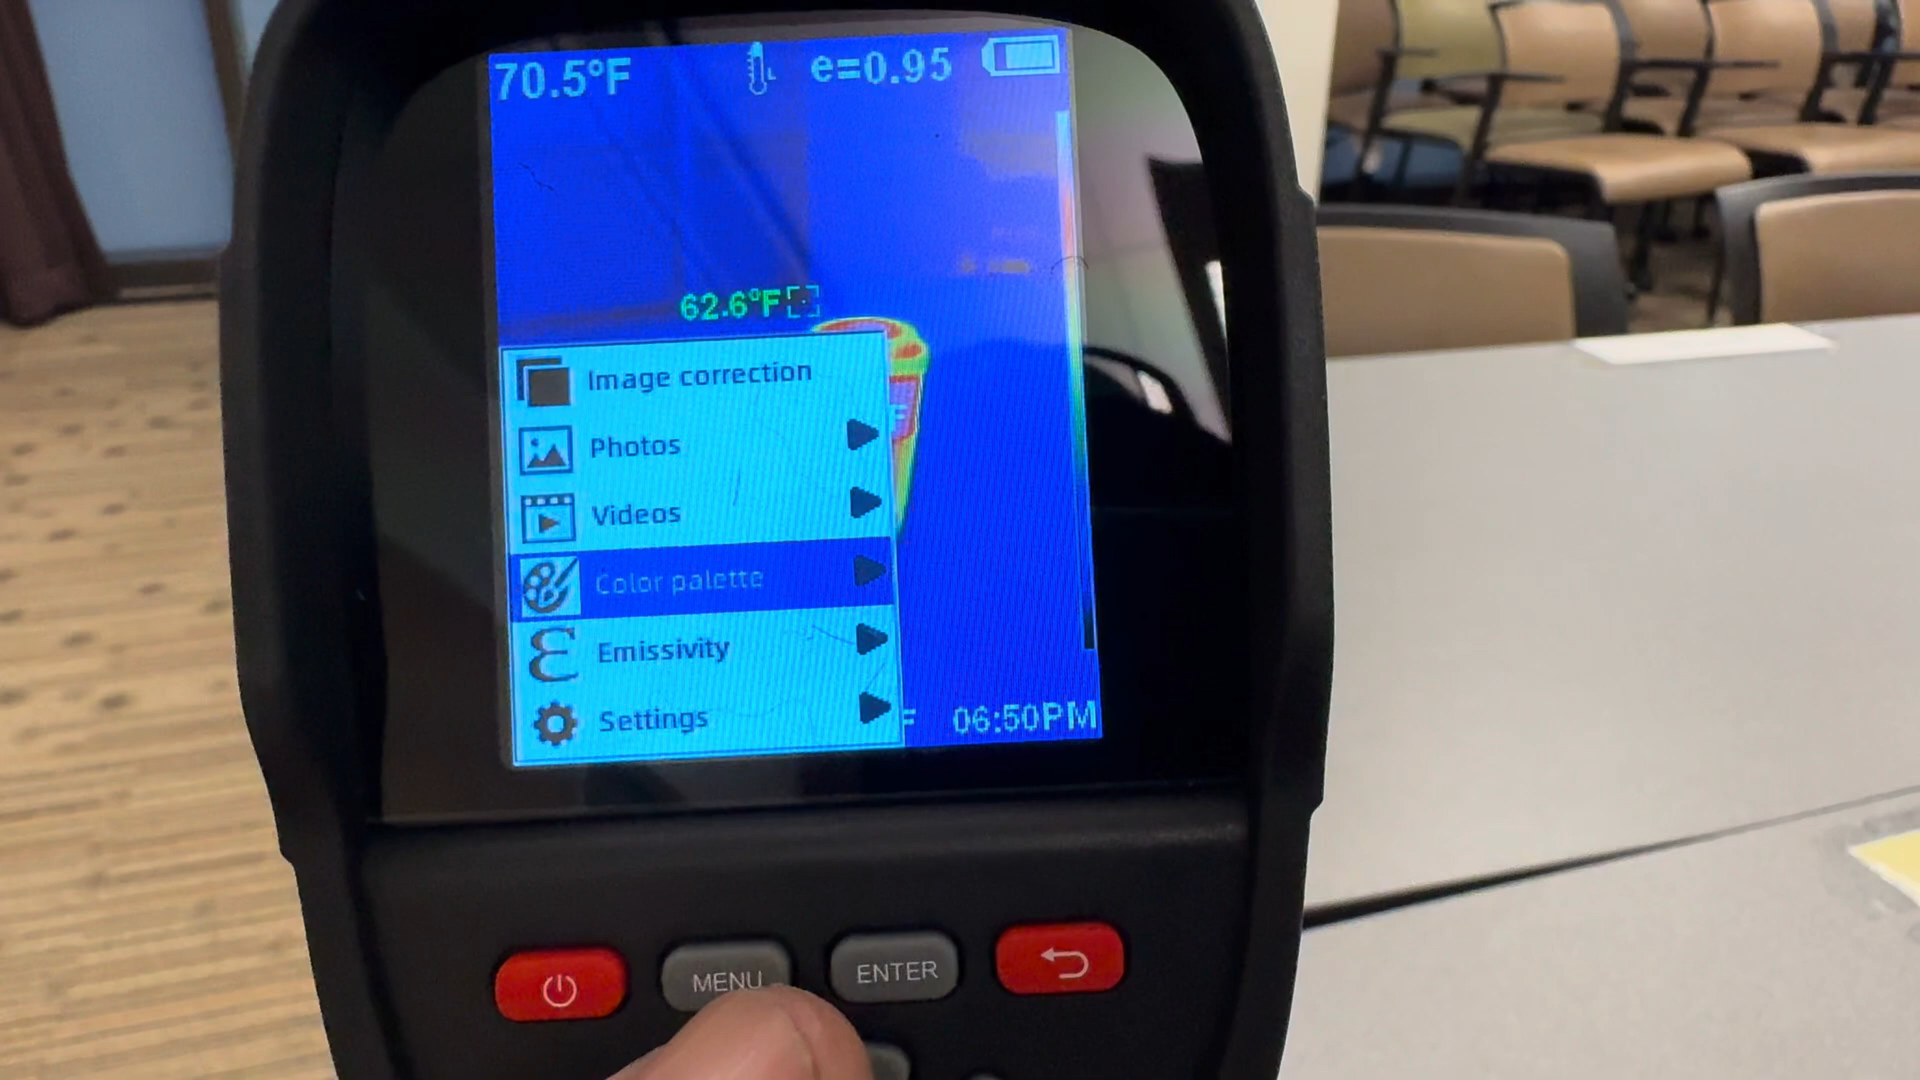 70.5°F L e=0.95
62.6°F
Image correction
F
Photos
Videos
Color palette
Emissivity
Settings
F 06:50PM
MENU
ENTER